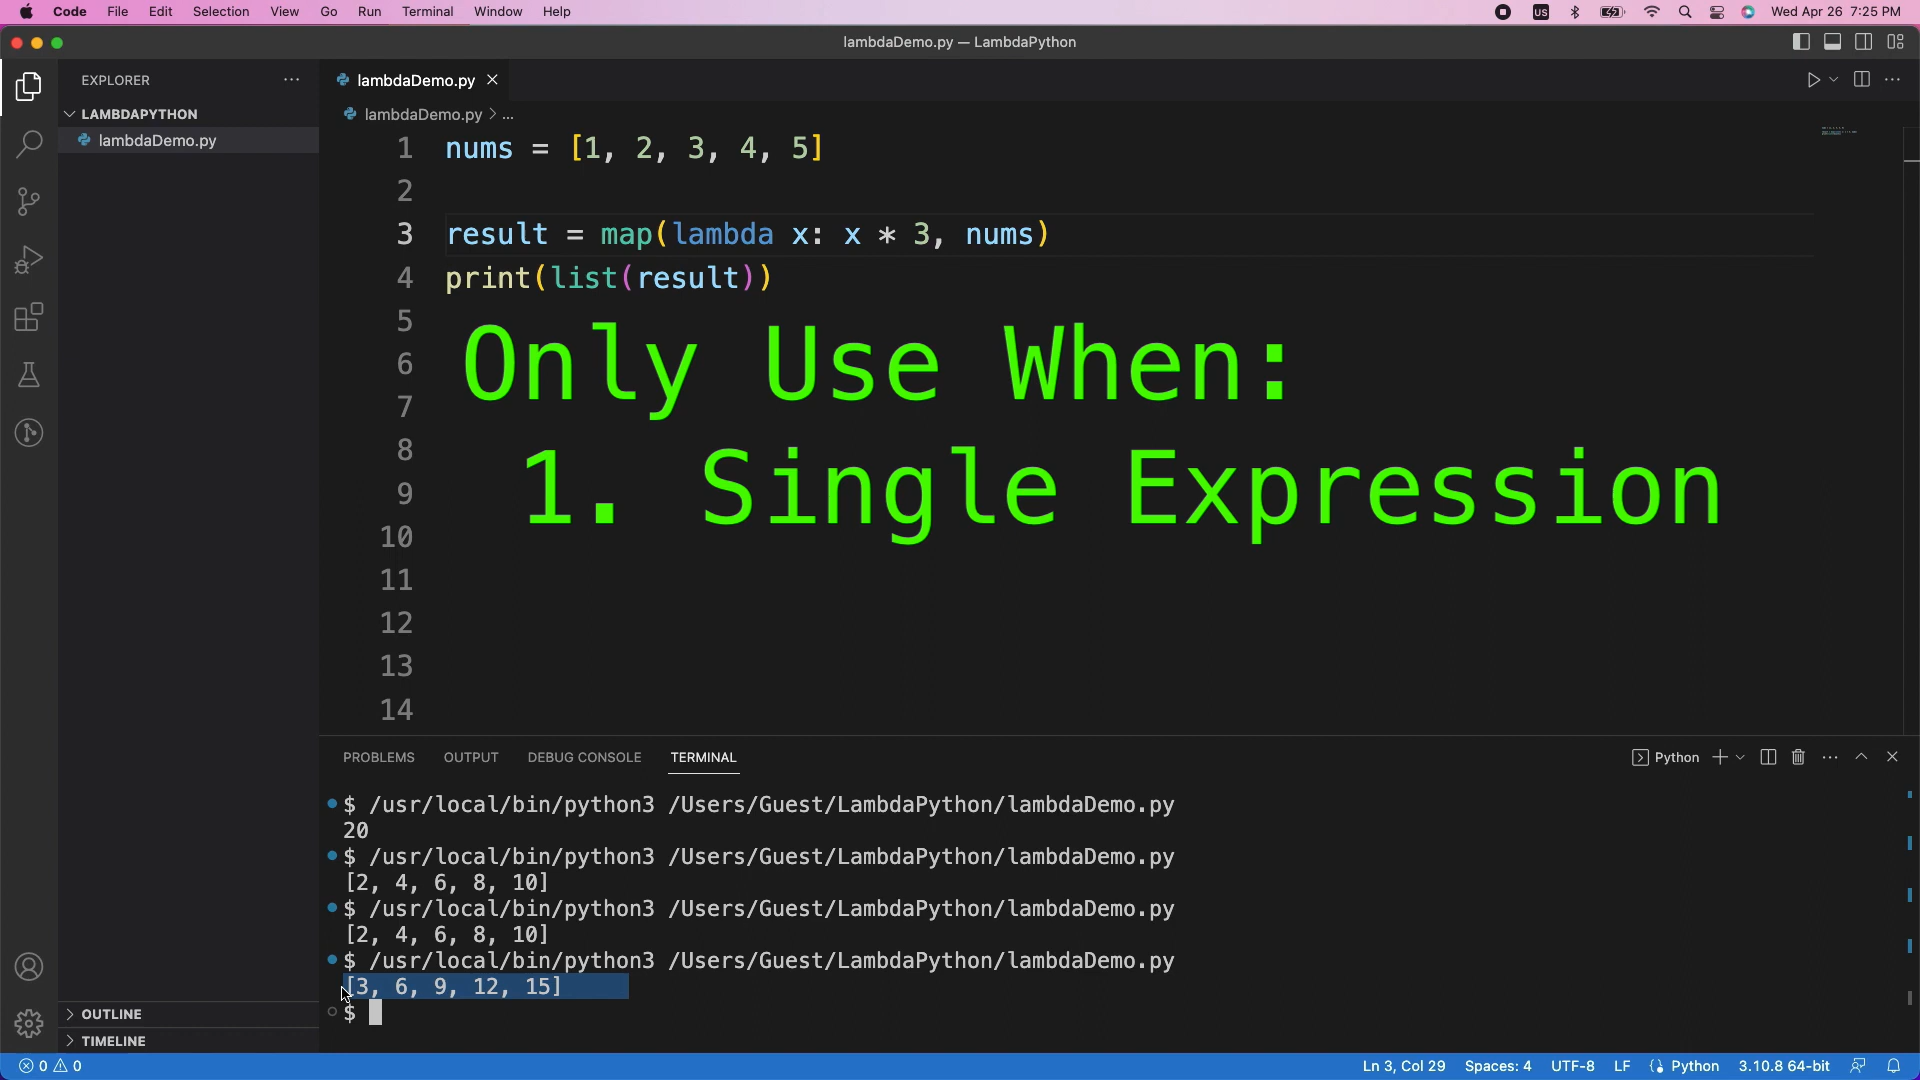 Code File Edit Selection View Go Run Terminal Window Help US Wed Apr 26 7:25 PM
lambdaDemo.py — LambdaPython
EXPLORER ···
lambdaDemo.py
LAMBDAPYTHON
lambdaDemo.py
lambdaDemo.py > ...
1 nums = [1, 2, 3, 4, 5]
2
3 result = map(lambda x: x * 3, nums)
4 print(list(result))
5
6
7
8
9
10
11
12
13
14
Only Use When:
1. Single Expression
PROBLEMS OUTPUT DEBUG CONSOLE TERMINAL Python
$ /usr/local/bin/python3 /Users/Guest/LambdaPython/lambdaDemo.py
20
$ /usr/local/bin/python3 /Users/Guest/LambdaPython/lambdaDemo.py
[2, 4, 6, 8, 10]
$ /usr/local/bin/python3 /Users/Guest/LambdaPython/lambdaDemo.py
[2, 4, 6, 8, 10]
$ /usr/local/bin/python3 /Users/Guest/LambdaPython/lambdaDemo.py
[3, 6, 9, 12, 15]
$
OUTLINE
TIMELINE
0 0 Ln 3, Col 29 Spaces: 4 UTF-8 LF Python 3.10.8 64-bit